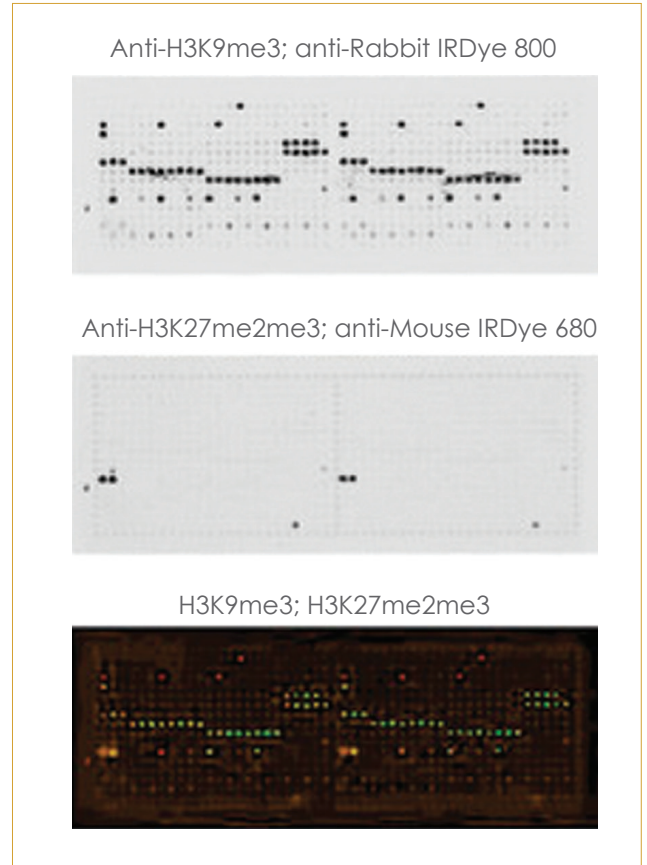 Anti-H3K9me3; anti-Rabbit IRDye 800
Anti-H3K27me2me3; anti-Mouse IRDye 680
H3K9me3; H3K27me2me3